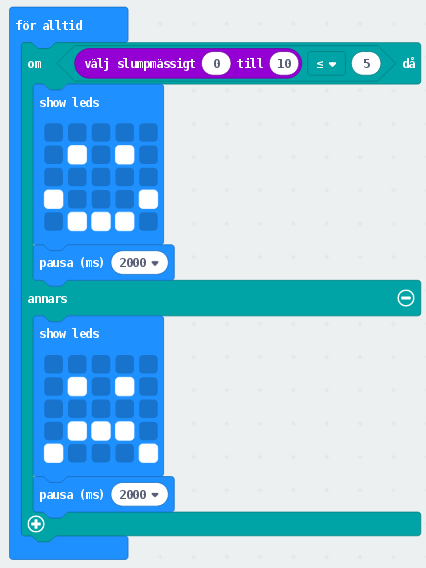 för alltid
om välj slumpmässigt 0 till 10 ≤ 5 då
show leds
pausa (ms) 2000
annars
show leds
pausa (ms) 2000